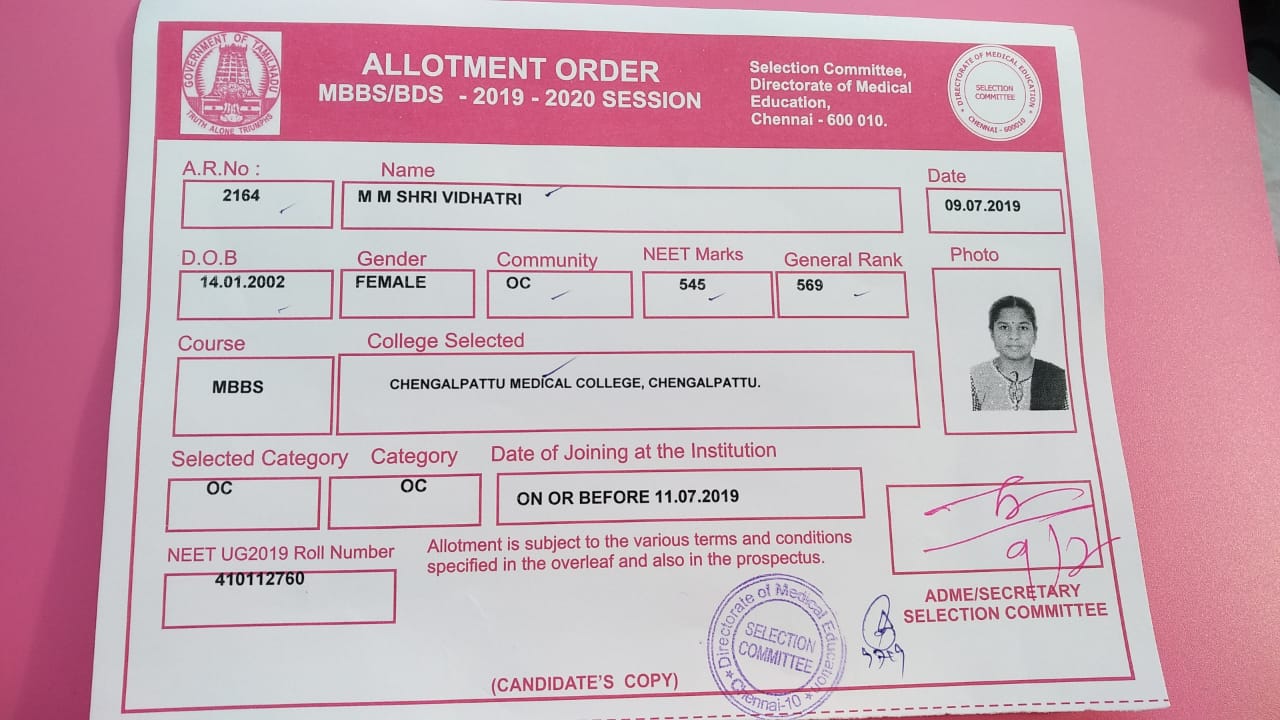 GOVERNMENT OF TAMILNADU
TRUTH ALONE TRIUMPHS
ALLOTMENT ORDER
MBBS/BDS - 2019 - 2020 SESSION
Selection Committee,
Directorate of Medical
Education,
Chennai - 600 010.
DIRECTORATE OF MEDICAL EDUCATION
SELECTION
COMMITTEE
CHENNAI - 600010
A.R.No :
Name
Date
2164
M M SHRI VIDHATRI
09.07.2019
D.O.B
Gender
Community
NEET Marks
General Rank
Photo
14.01.2002
FEMALE
OC
545
569
Course
College Selected
MBBS
CHENGALPATTU MEDICAL COLLEGE, CHENGALPATTU.
Selected Category
Category
Date of Joining at the Institution
OC
OC
ON OR BEFORE 11.07.2019
NEET UG2019 Roll Number
410112760
Allotment is subject to the various terms and conditions
specified in the overleaf and also in the prospectus.
ADME/SECRETARY
SELECTION COMMITTEE
Directorate of Medical Education
SELECTION
COMMITTEE
Chennai-10
(CANDIDATE'S COPY)